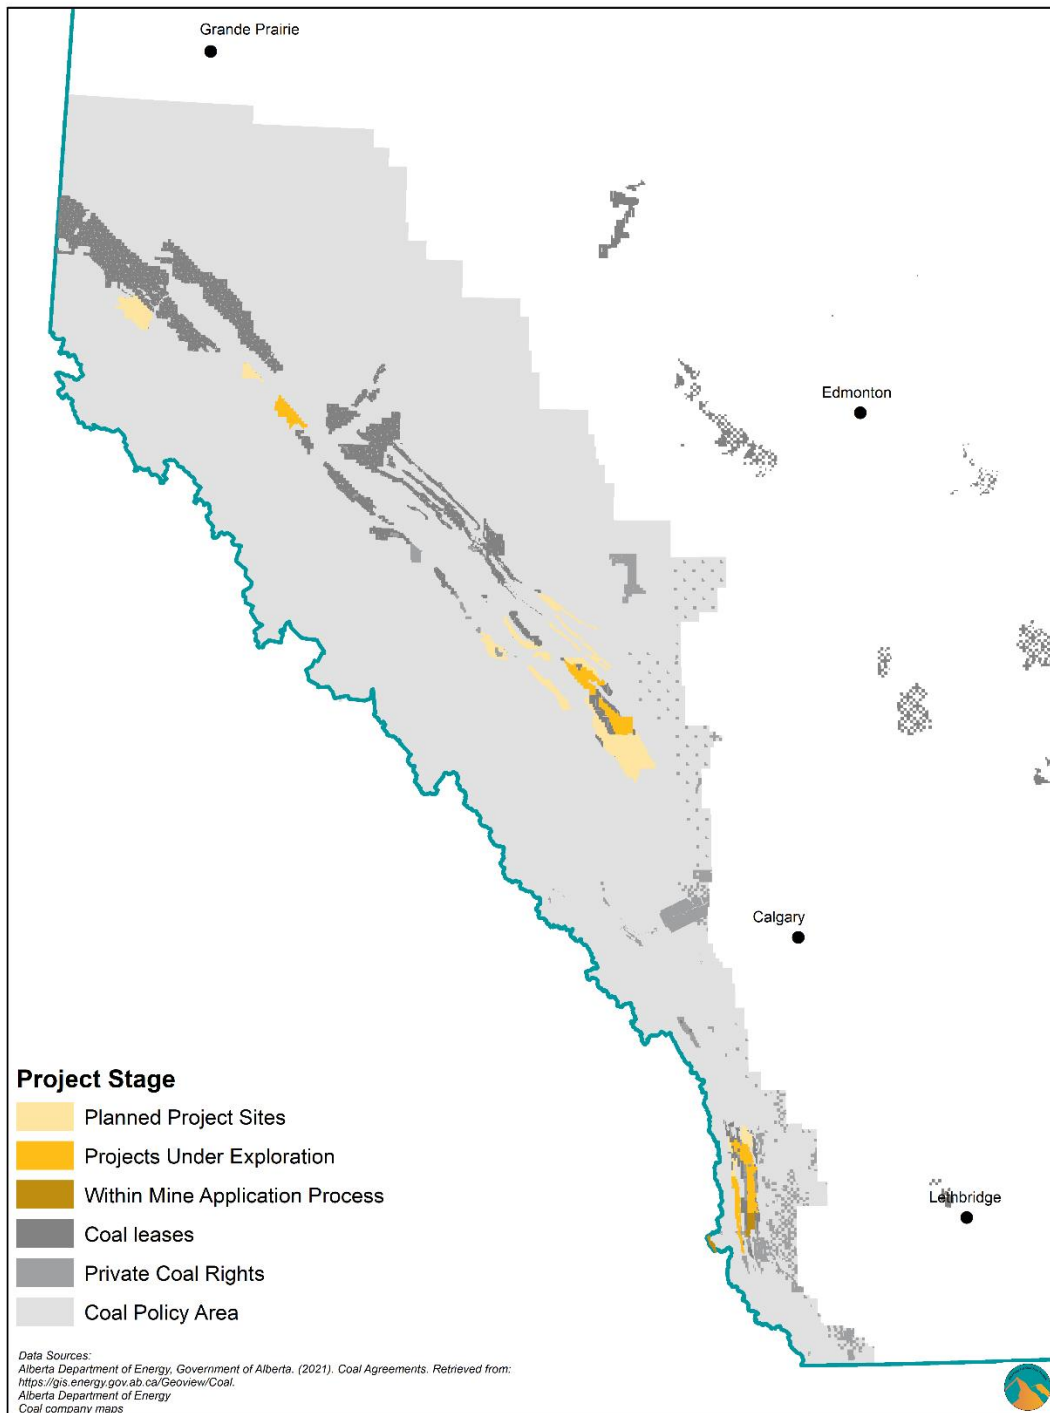 Grande Prairie
Edmonton
Calgary
Lethbridge
Project Stage
Planned Project Sites
Projects Under Exploration
Within Mine Application Process
Coal leases
Private Coal Rights
Coal Policy Area
Data Sources:
Alberta Department of Energy, Government of Alberta. (2021). Coal Agreements. Retrieved from:
https://gis.energy.gov.ab.ca/Geoview/Coal.
Alberta Department of Energy
Coal company maps